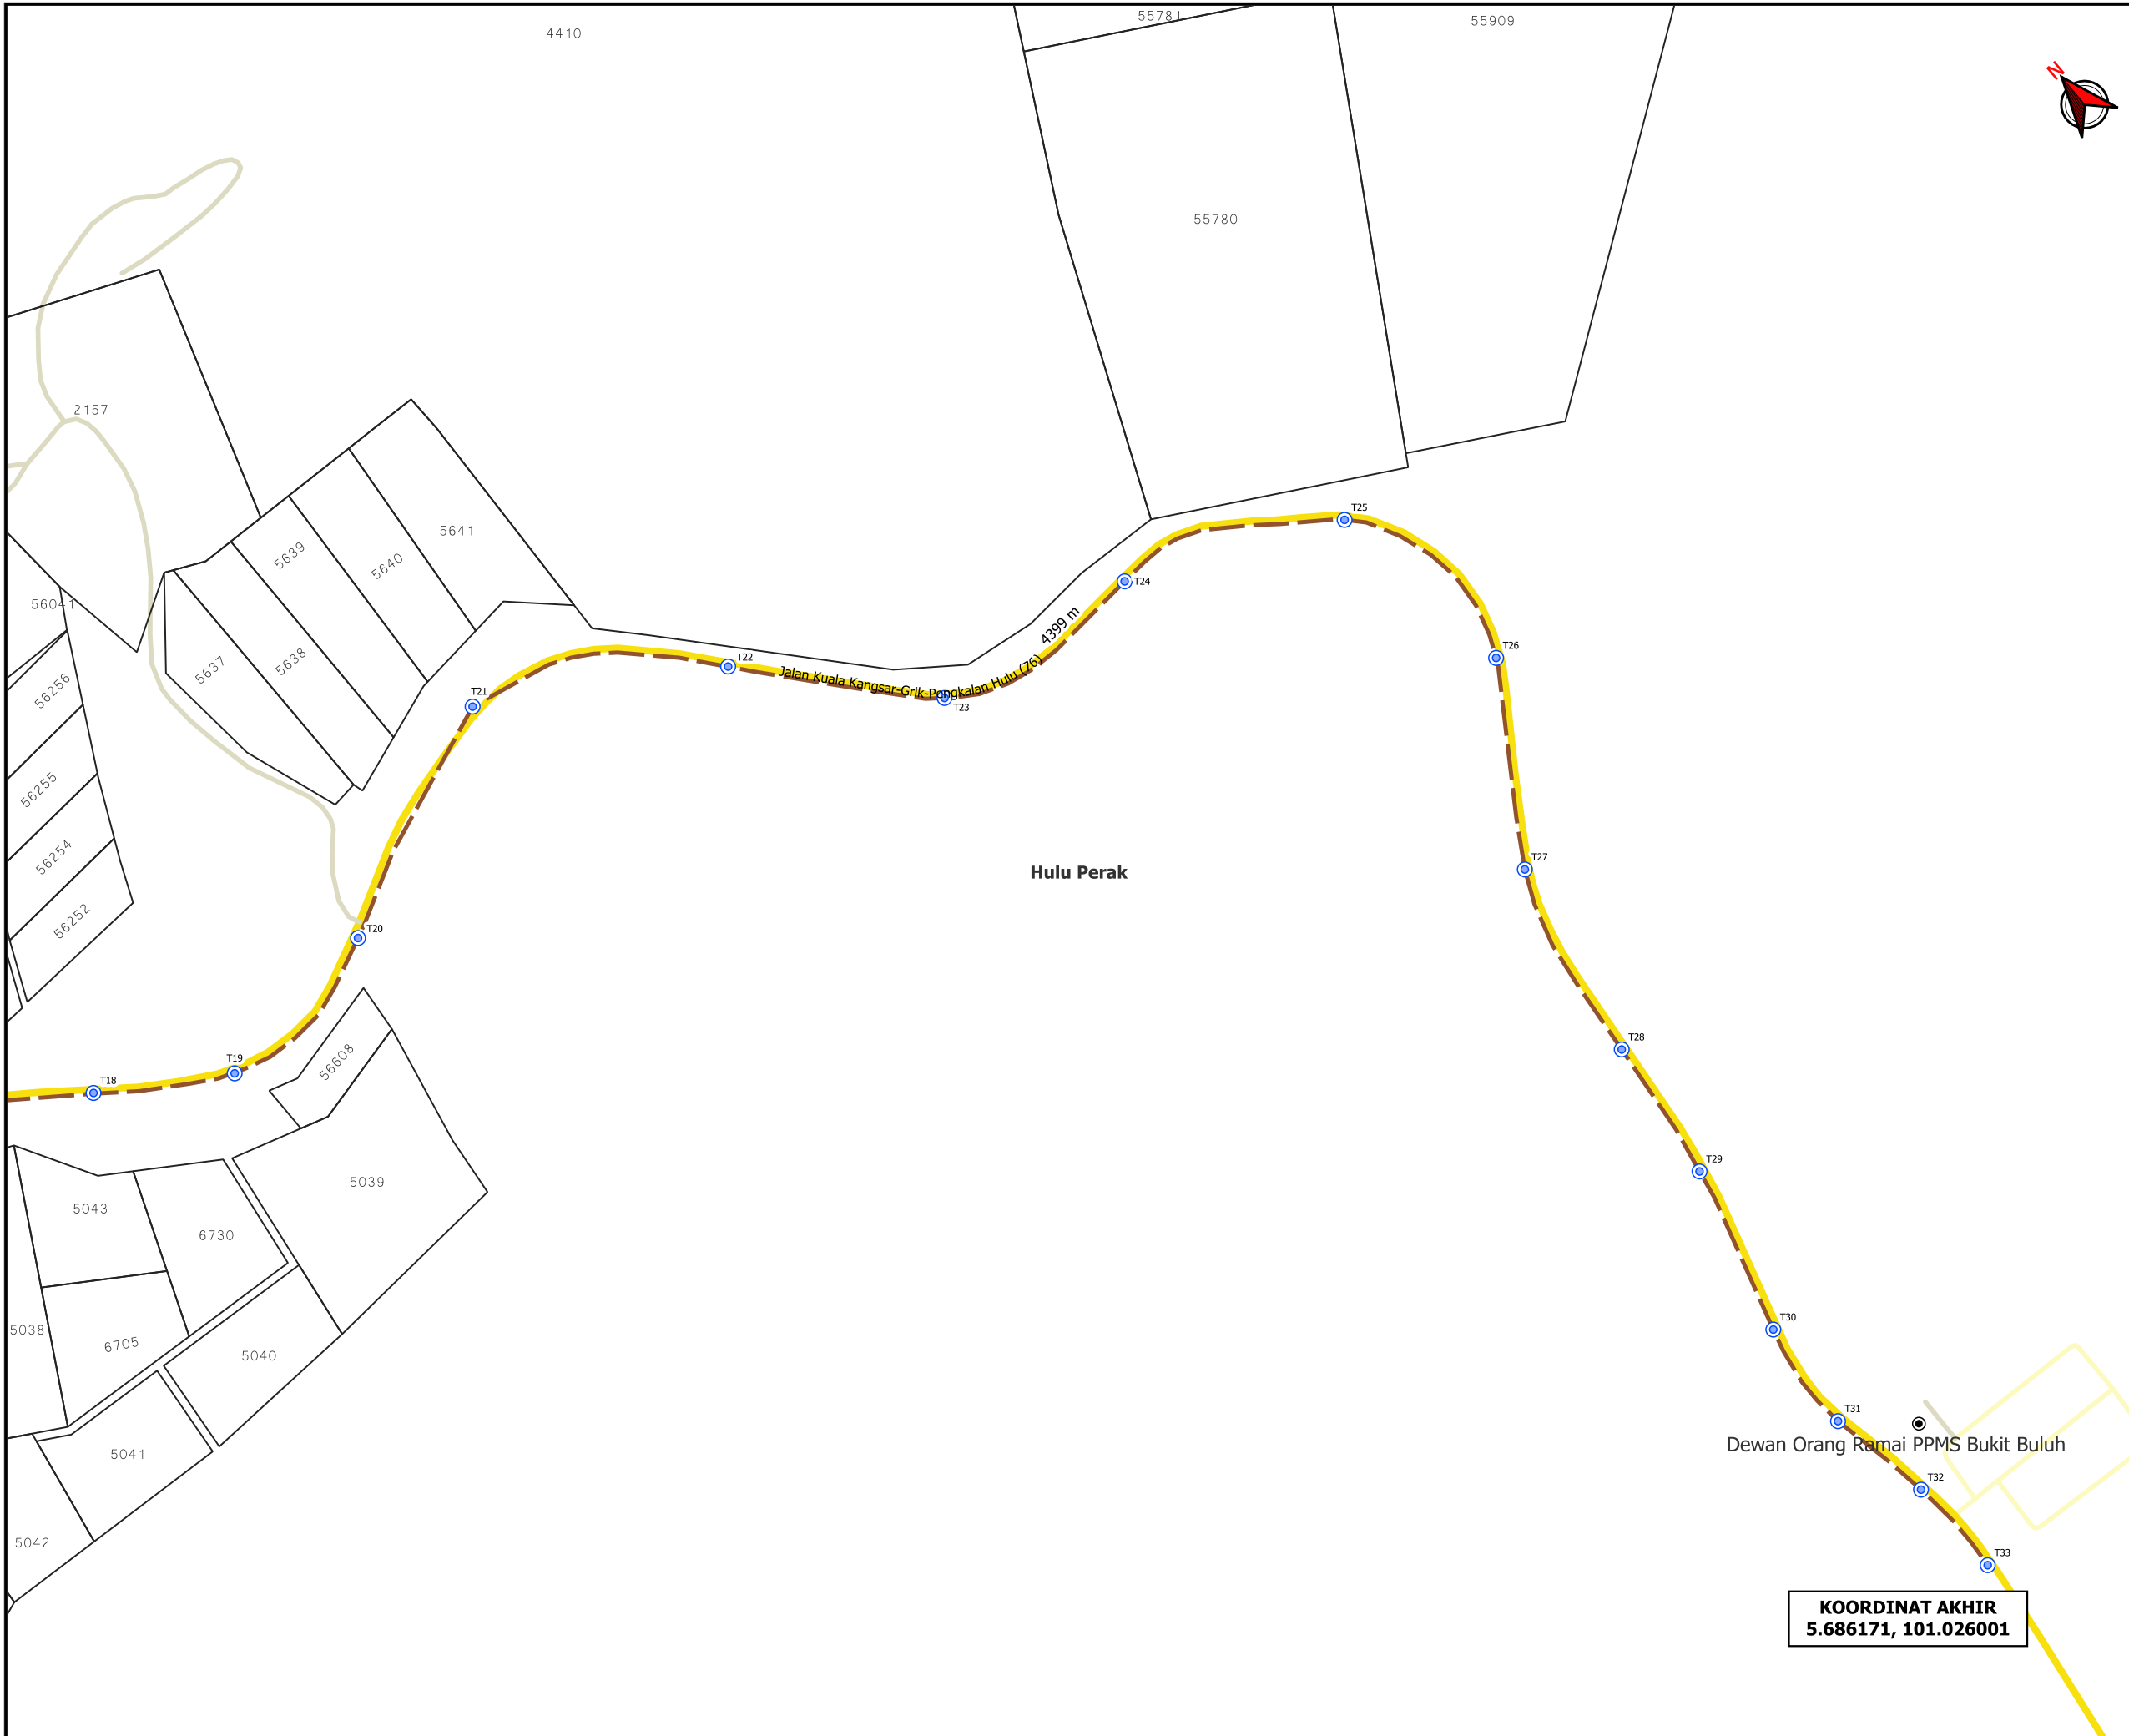 55781
55909
4410
N
55780
2157
T25
5641
5639
5640
T24
56041
4399 m
T26
5638
T22
5637
Jalan Kuala Kangsar-Grik-Pengkalan Hulu (76)
56256
T21
T23
56255
56254
T27
Hulu Perak
56252
T20
T28
T19
56608
T18
T29
5039
5043
6730
T30
5038
6705
5040
T31
Dewan Orang Ramai PPMS Bukit Buluh
5041
T32
5042
T33
KOORDINAT AKHIR
5.686171, 101.026001